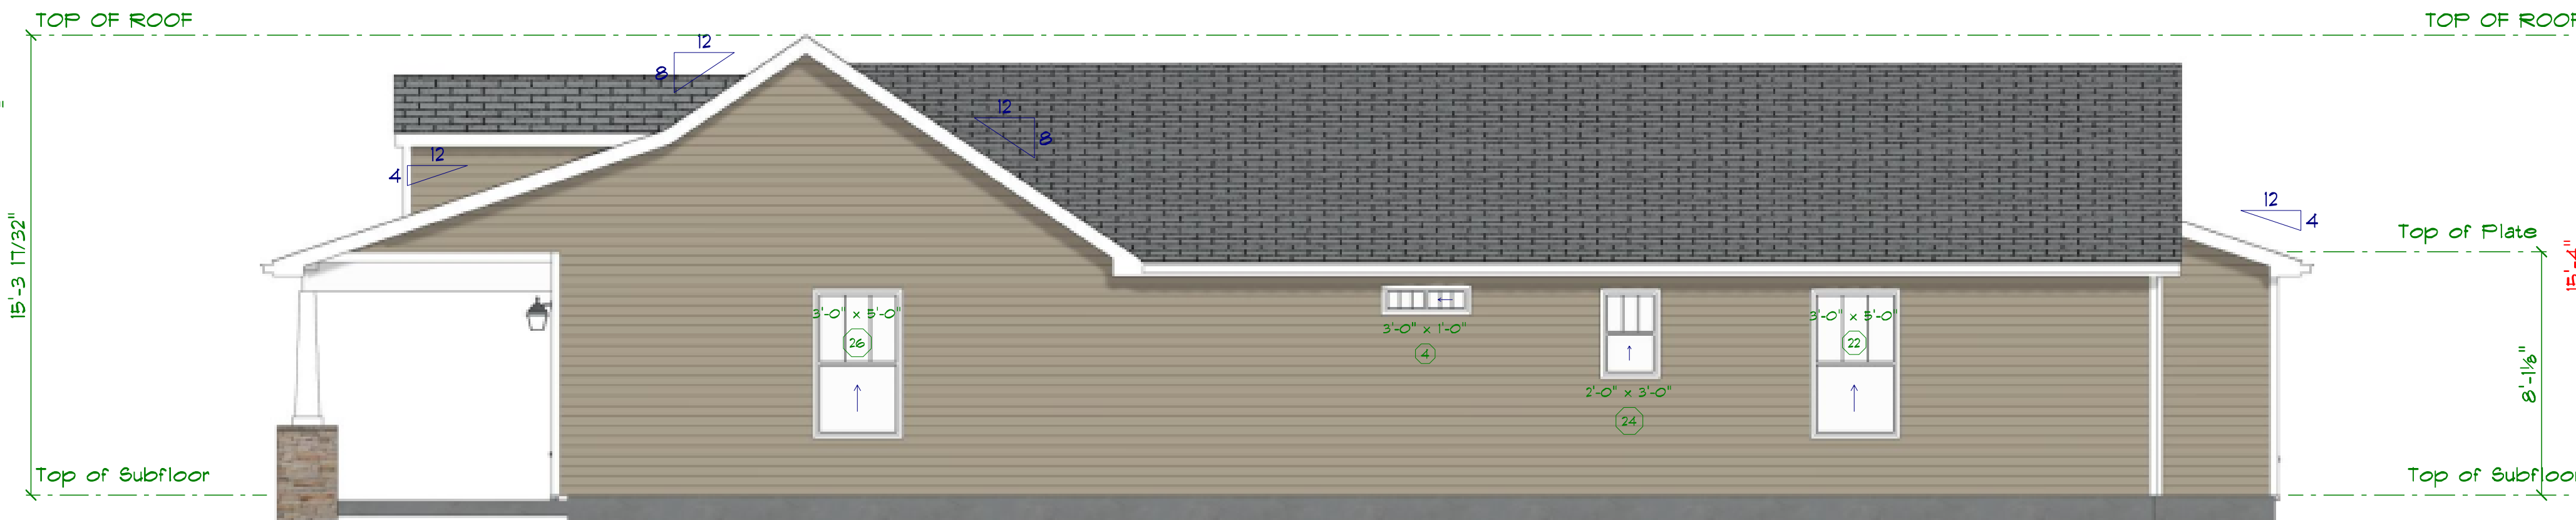 TOP OF ROOF
TOP OF ROOF
12
8
12
8
12
4
12
4
Top of Plate
15'-3 17/32"
15'-4"
8'-1 1/8"
3'-0" x 5'-0"
26
3'-0" x 1'-0"
4
2'-0" x 3'-0"
24
3'-0" x 5'-0"
22
Top of Subfloor
Top of Subfloor